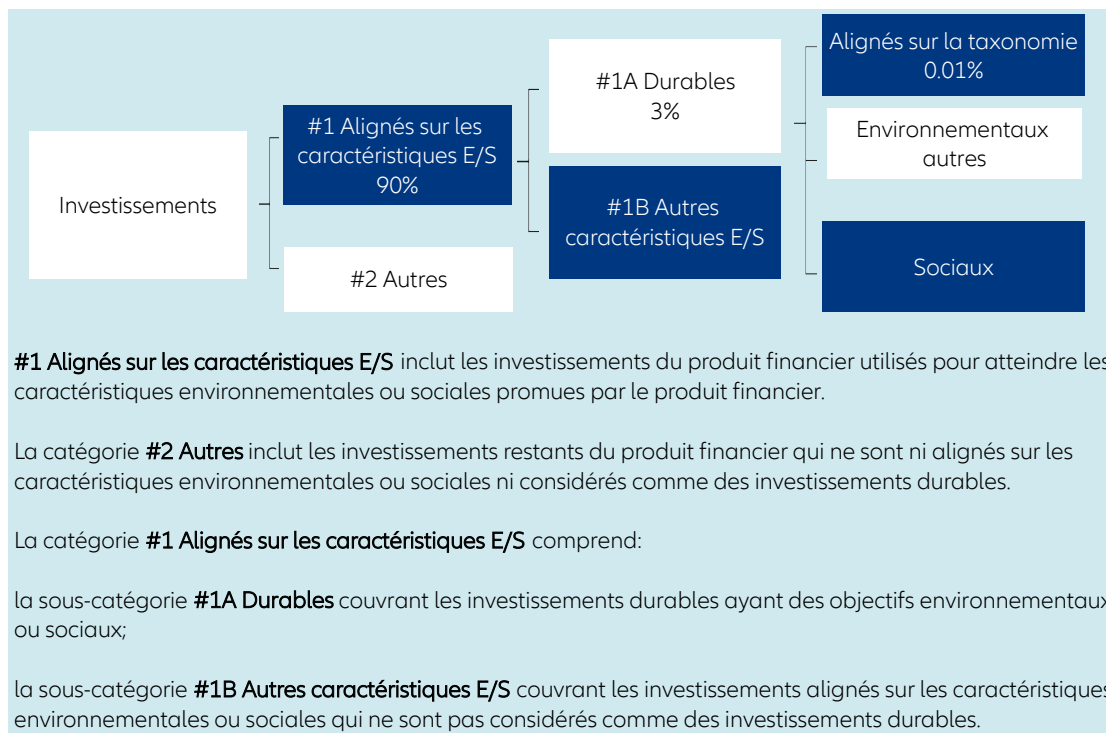 Investissements
#1 Alignés sur les
caractéristiques E/S
90%
#2 Autres
#1A Durables
3%
#1B Autres
caractéristiques E/S
Alignés sur la taxonomie
0.01%
Environnementaux
autres
Sociaux
#1 Alignés sur les caractéristiques E/S inclut les investissements du produit financier utilisés pour atteindre les
caractéristiques environnementales ou sociales promues par le produit financier.
La catégorie #2 Autres inclut les investissements restants du produit financier qui ne sont ni alignés sur les
caractéristiques environnementales ou sociales ni considérés comme des investissements durables.
La catégorie #1 Alignés sur les caractéristiques E/S comprend:
la sous-catégorie #1A Durables couvrant les investissements durables ayant des objectifs environnementaux
ou sociaux;
la sous-catégorie #1B Autres caractéristiques E/S couvrant les investissements alignés sur les caractéristiques
environnementales ou sociales qui ne sont pas considérés comme des investissements durables.